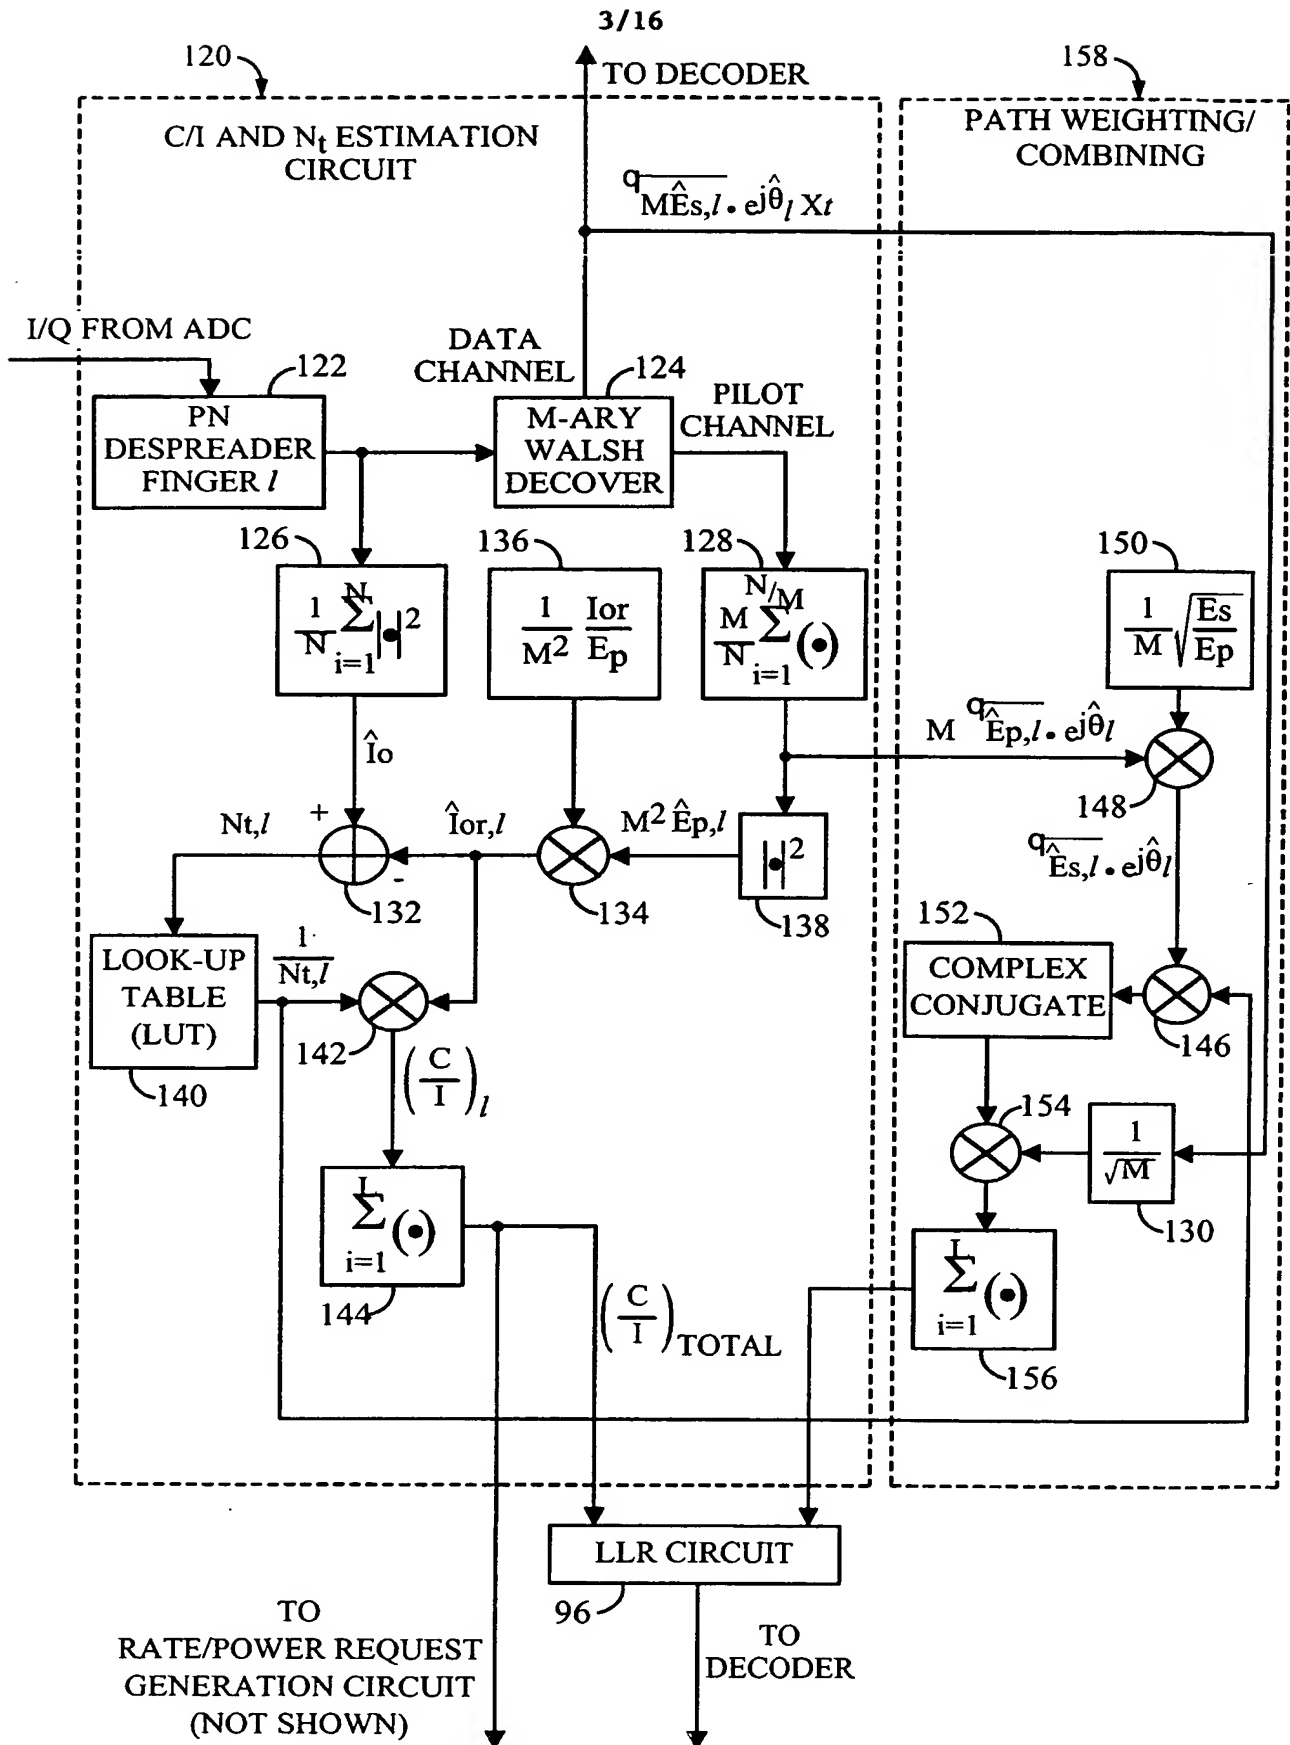 3/16
120
158
TO DECODER
C/I AND Nt ESTIMATION
CIRCUIT
PATH WEIGHTING/
COMBINING
q MÊs,l • e^jθ̂l Xt
I/Q FROM ADC
122
DATA
CHANNEL
124
PILOT
CHANNEL
PN
DESPREADER
FINGER l
M-ARY
WALSH
DECOVER
126
136
128
150
1/N Σ N i=1 |•|²
1/M² Ior/Ep
M/N Σ N/M i=1 (•)
1/M √Es/Ep
Îo
M q Êp,l • e^jθ̂l
148
Nt,l
+
-
Îor,l
M² Êp,l
|•|²
q Ês,l • e^jθ̂l
132
134
138
LOOK-UP
TABLE
(LUT)
1/Nt,l
152
COMPLEX
CONJUGATE
142
146
140
(C/I)l
154
1/√M
130
Σ L i=1 (•)
144
(C/I) TOTAL
Σ L i=1 (•)
156
LLR CIRCUIT
96
TO
RATE/POWER REQUEST
GENERATION CIRCUIT
(NOT SHOWN)
TO
DECODER